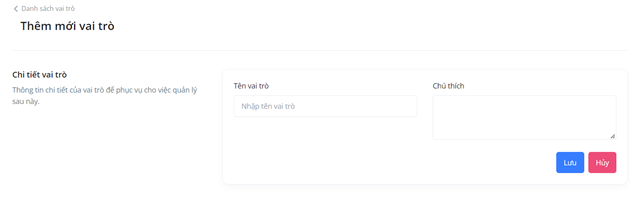 Danh sách vai trò
Thêm mới vai trò
Chi tiết vai trò
Thông tin chi tiết của vai trò để phục vụ cho việc quản lý
sau này.
Tên vai trò
Nhập tên vai trò
Chú thích
Lưu
Hủy